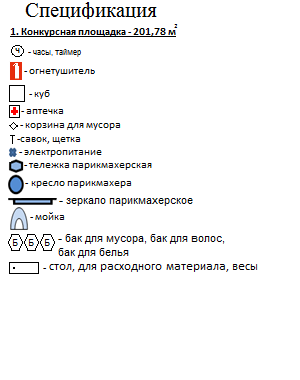 Спецификация
1. Конкурсная площадка - 201,78 м²
Ч - часы, таймер
- огнетушитель
- куб
- аптечка
- корзина для мусора
-савок, щетка
- электропитание
- тележка парикмахерская
- кресло парикмахера
- зеркало парикмахерское
- мойка
Б Б Б - бак для мусора, бак для волос,
бак для белья
- стол, для расходного материала, весы